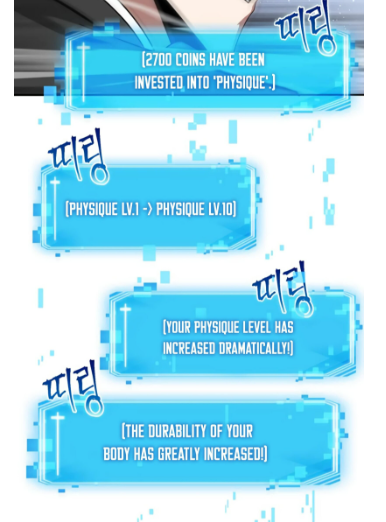 띠링
[2700 COINS HAVE BEEN
INVESTED INTO 'PHYSIQUE'.]
띠링
[PHYSIQUE LV.1 -> PHYSIQUE LV.10]
띠링
[YOUR PHYSIQUE LEVEL HAS
INCREASED DRAMATICALLY!]
띠링
[THE DURABILITY OF YOUR
BODY HAS GREATLY INCREASED!]